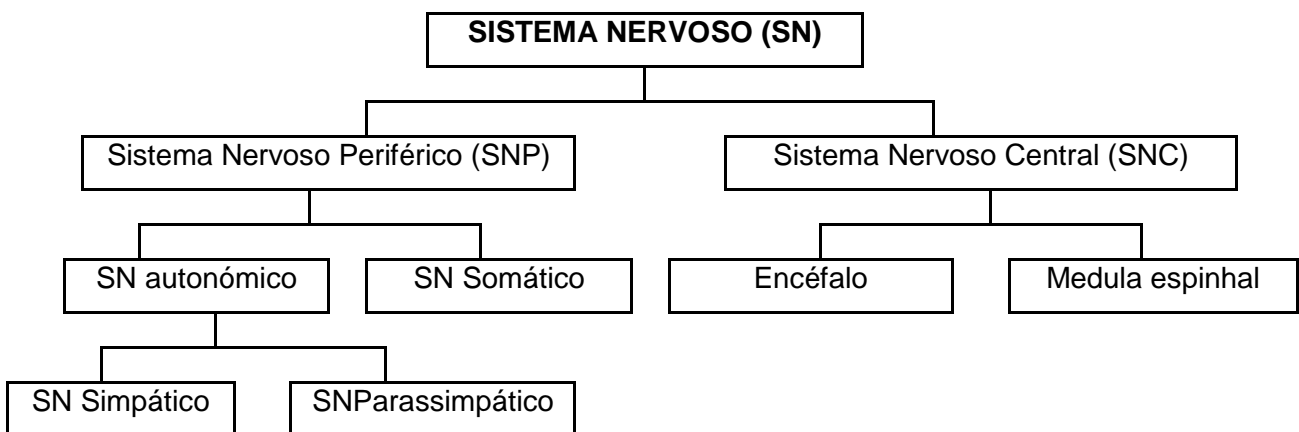 SISTEMA NERVOSO (SN)
Sistema Nervoso Periférico (SNP)
Sistema Nervoso Central (SNC)
SN autonómico
SN Somático
Encéfalo
Medula espinhal
SN Simpático
SNParassimpático